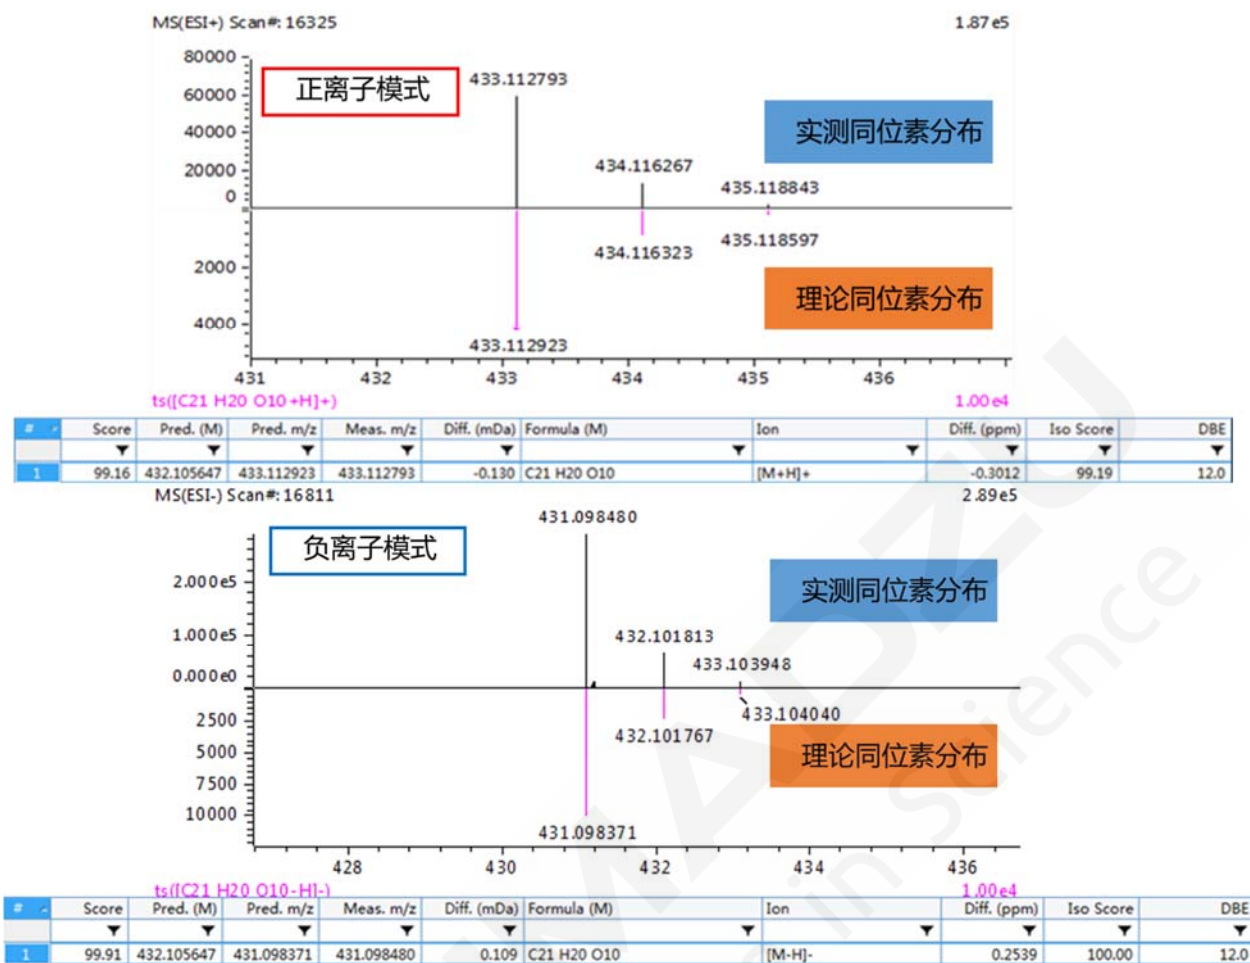 MS(ESI+) Scan#: 16325 1.87e5
80000
正离子模式
433.112793
60000
实测同位素分布
40000
434.116267
20000
435.118843
0
434.116323
435.118597
2000
理论同位素分布
4000
433.112923
431 432 433 434 435 436
ts([C21 H20 O10+H]+) 1.00e4
# Score Pred. (M) Pred. m/z Meas. m/z Diff. (mDa) Formula (M) Ion Diff. (ppm) Iso Score DBE
1 99.16 432.105647 433.112923 433.112793 -0.130 C21 H20 O10 [M+H]+ -0.3012 99.19 12.0
MS(ESI-) Scan#: 16811 2.89e5
431.098480
负离子模式
2.000e5
实测同位素分布
1.000e5
432.101813
433.103948
0.000e0
2500
433.104040
432.101767
5000
理论同位素分布
7500
10000
431.098371
428 430 432 434 436
ts([C21 H20 O10-H]-) 1.00e4
# Score Pred. (M) Pred. m/z Meas. m/z Diff. (mDa) Formula (M) Ion Diff. (ppm) Iso Score DBE
1 99.91 432.105647 431.098371 431.098480 0.109 C21 H20 O10 [M-H]- 0.2539 100.00 12.0
MADZU
in Science